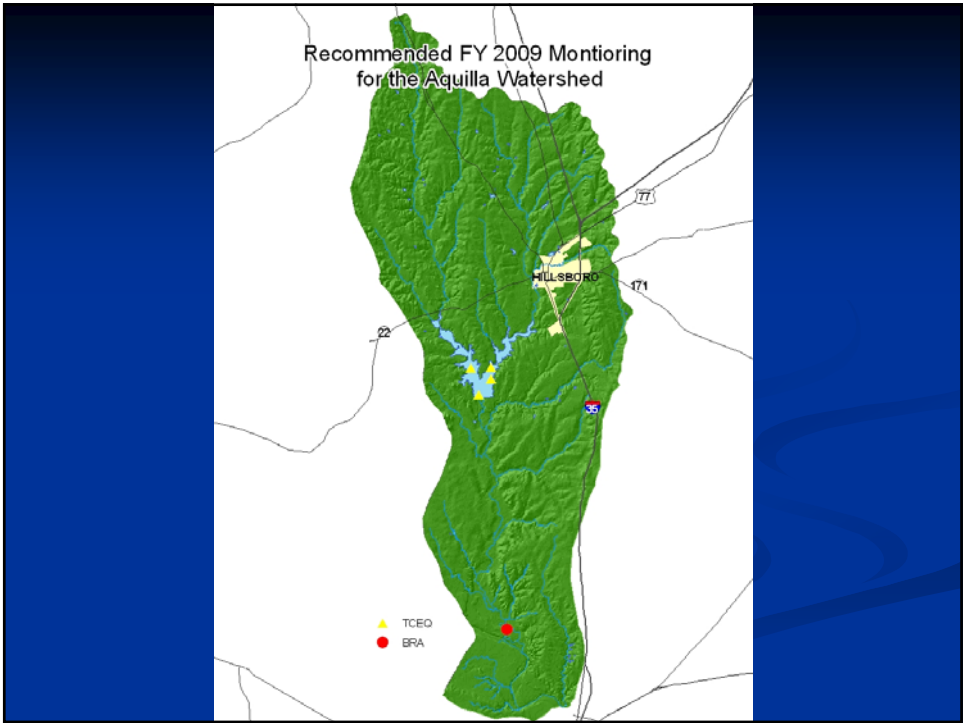 Recommended FY 2009 Montioring
for the Aquilla Watershed
77
HILLSBORO
171
22
35
TCEQ
BRA